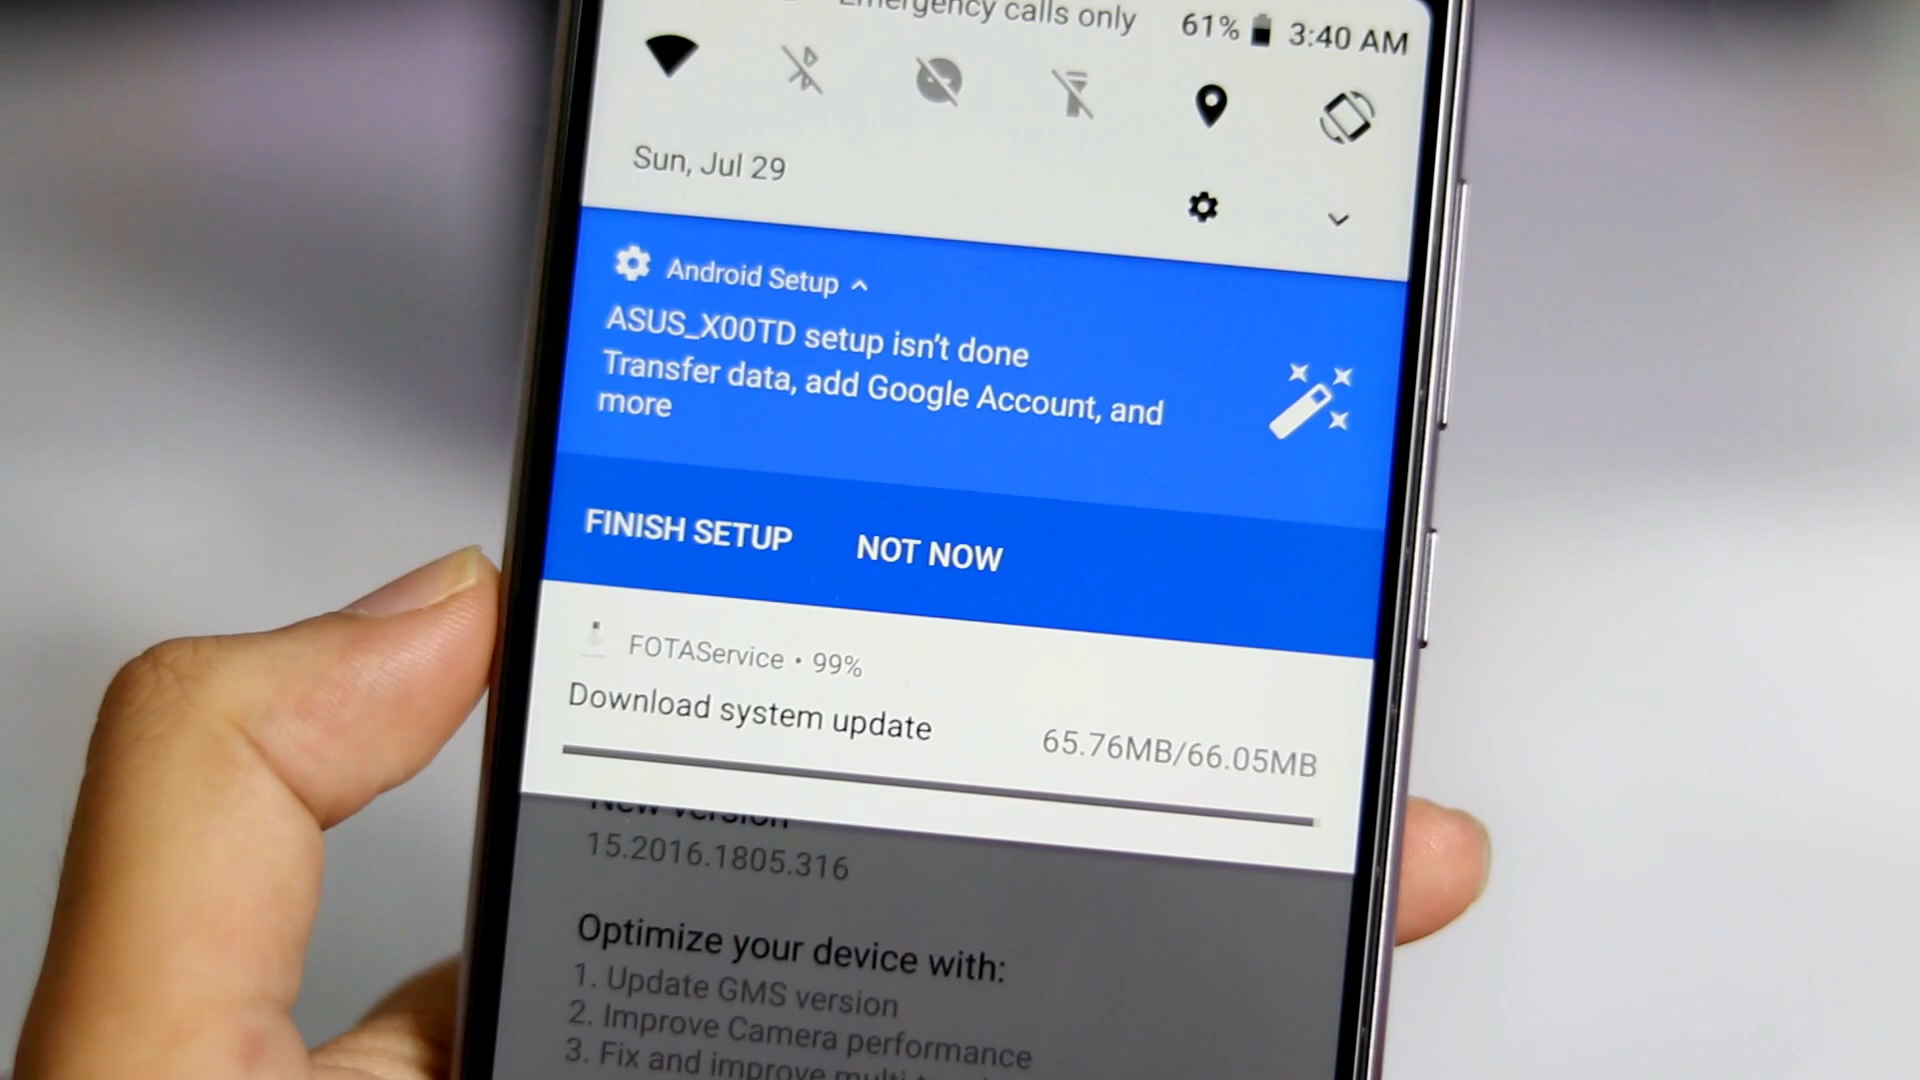 Emergency calls only 61% 3:40 AM
Sun, Jul 29
Android Setup
ASUS_X00TD setup isn't done
Transfer data, add Google Account, and
more
FINISH SETUP NOT NOW
FOTAService • 99%
Download system update 65.76MB/66.05MB
New version
15.2016.1805.316
Optimize your device with:
1. Update GMS version
2. Improve Camera performance
3. Fix and improve multi